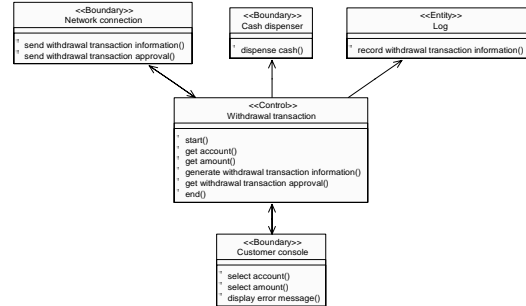 <<Boundary>>
Network connection
" send withdrawal transaction information()
" send withdrawal transaction approval()
<<Boundary>>
Cash dispenser
" dispense cash()
<<Entity>>
Log
" record withdrawal transaction information()
<<Control>>
Withdrawal transaction
" start()
" get account()
" get amount()
" generate withdrawal transaction information()
" get withdrawal transaction approval()
" end()
<<Boundary>>
Customer console
" select account()
" select amount()
" display error message()